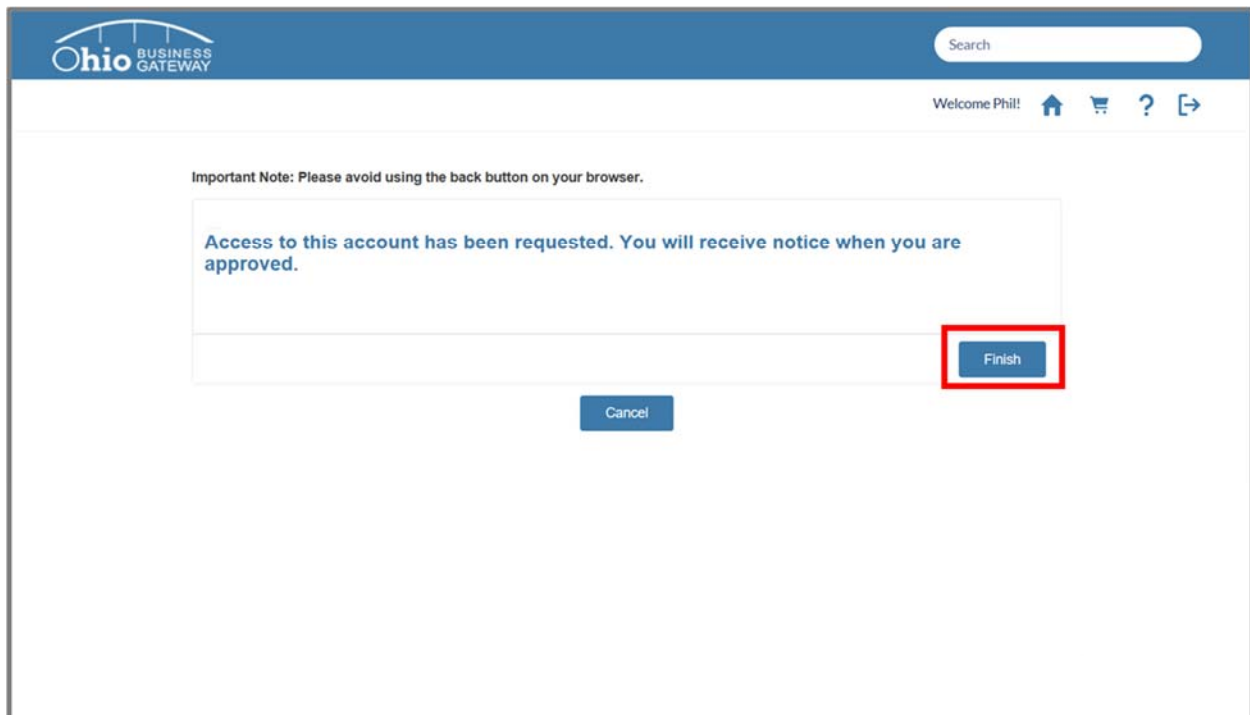 Ohio BUSINESS GATEWAY
Search
Welcome Phil!
Important Note: Please avoid using the back button on your browser.
Access to this account has been requested. You will receive notice when you are
approved.
Finish
Cancel